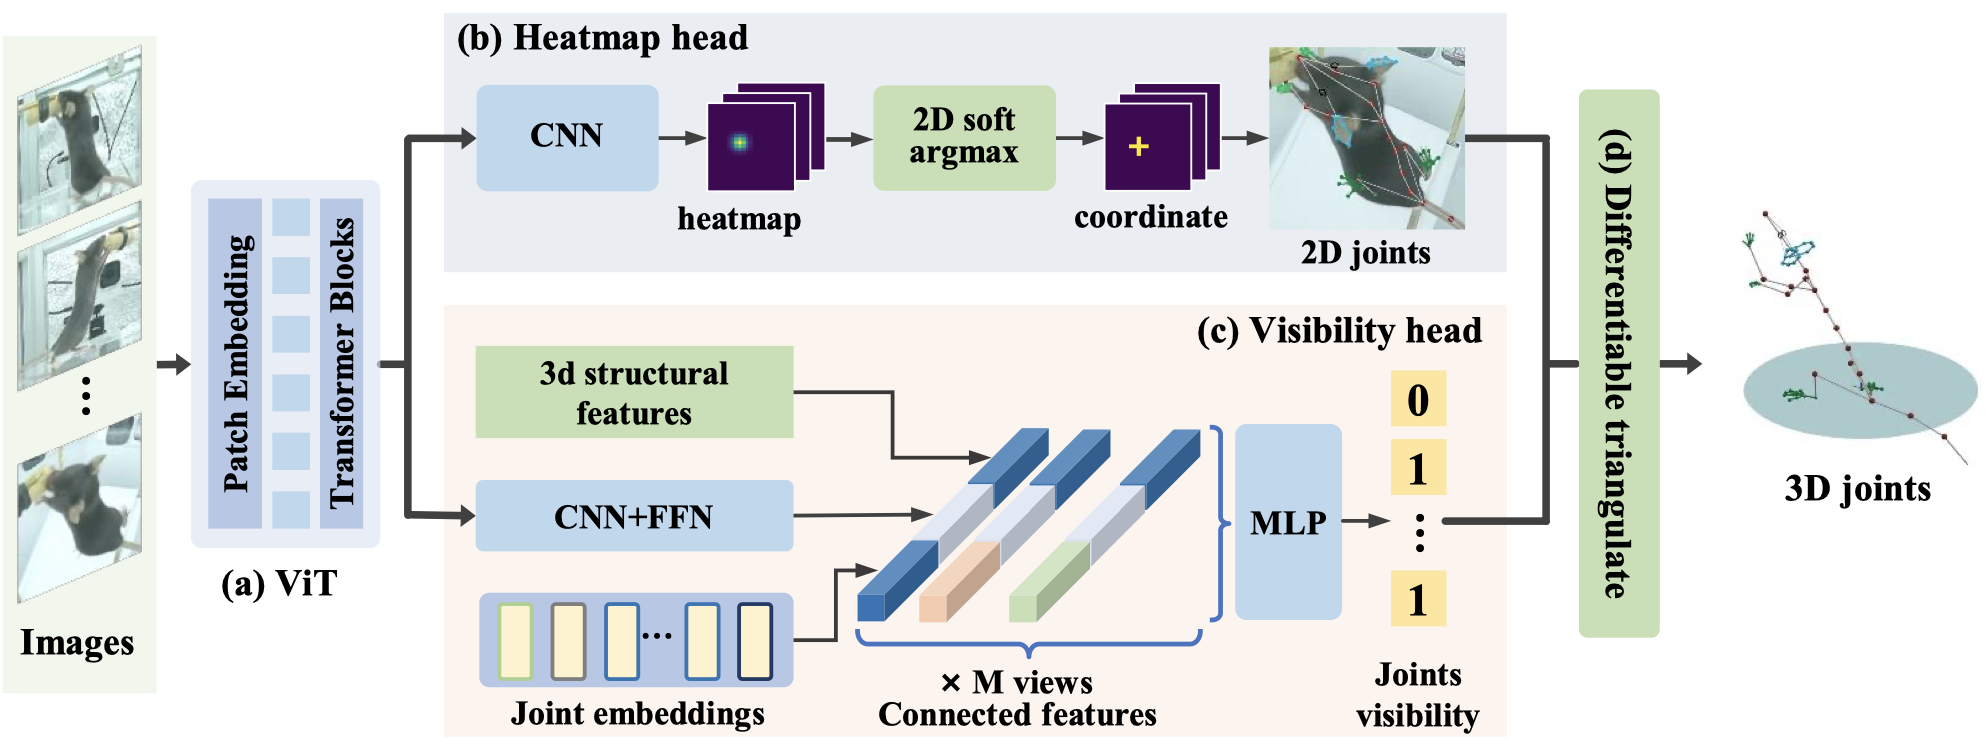 Images
Patch Embedding
Transformer Blocks
(a) ViT
(b) Heatmap head
CNN
heatmap
2D soft
argmax
coordinate
2D joints
(c) Visibility head
3d structural
features
CNN+FFN
Joint embeddings
× M views
Connected features
MLP
0
1
1
Joints
visibility
(d) Differentiable triangulate
3D joints